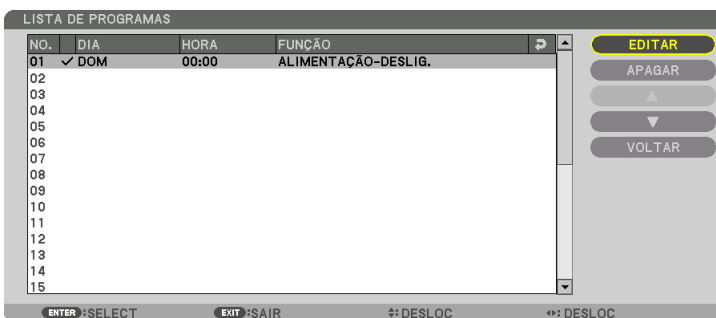 LISTA DE PROGRAMAS
NO. DIA HORA FUNÇÃO
01 ✓ DOM 00:00 ALIMENTAÇÃO-DESLIG.
02
03
04
05
06
07
08
09
10
11
12
13
14
15
EDITAR
APAGAR
VOLTAR
ENTER :SELECT EXIT :SAIR :DESLOC :DESLOC